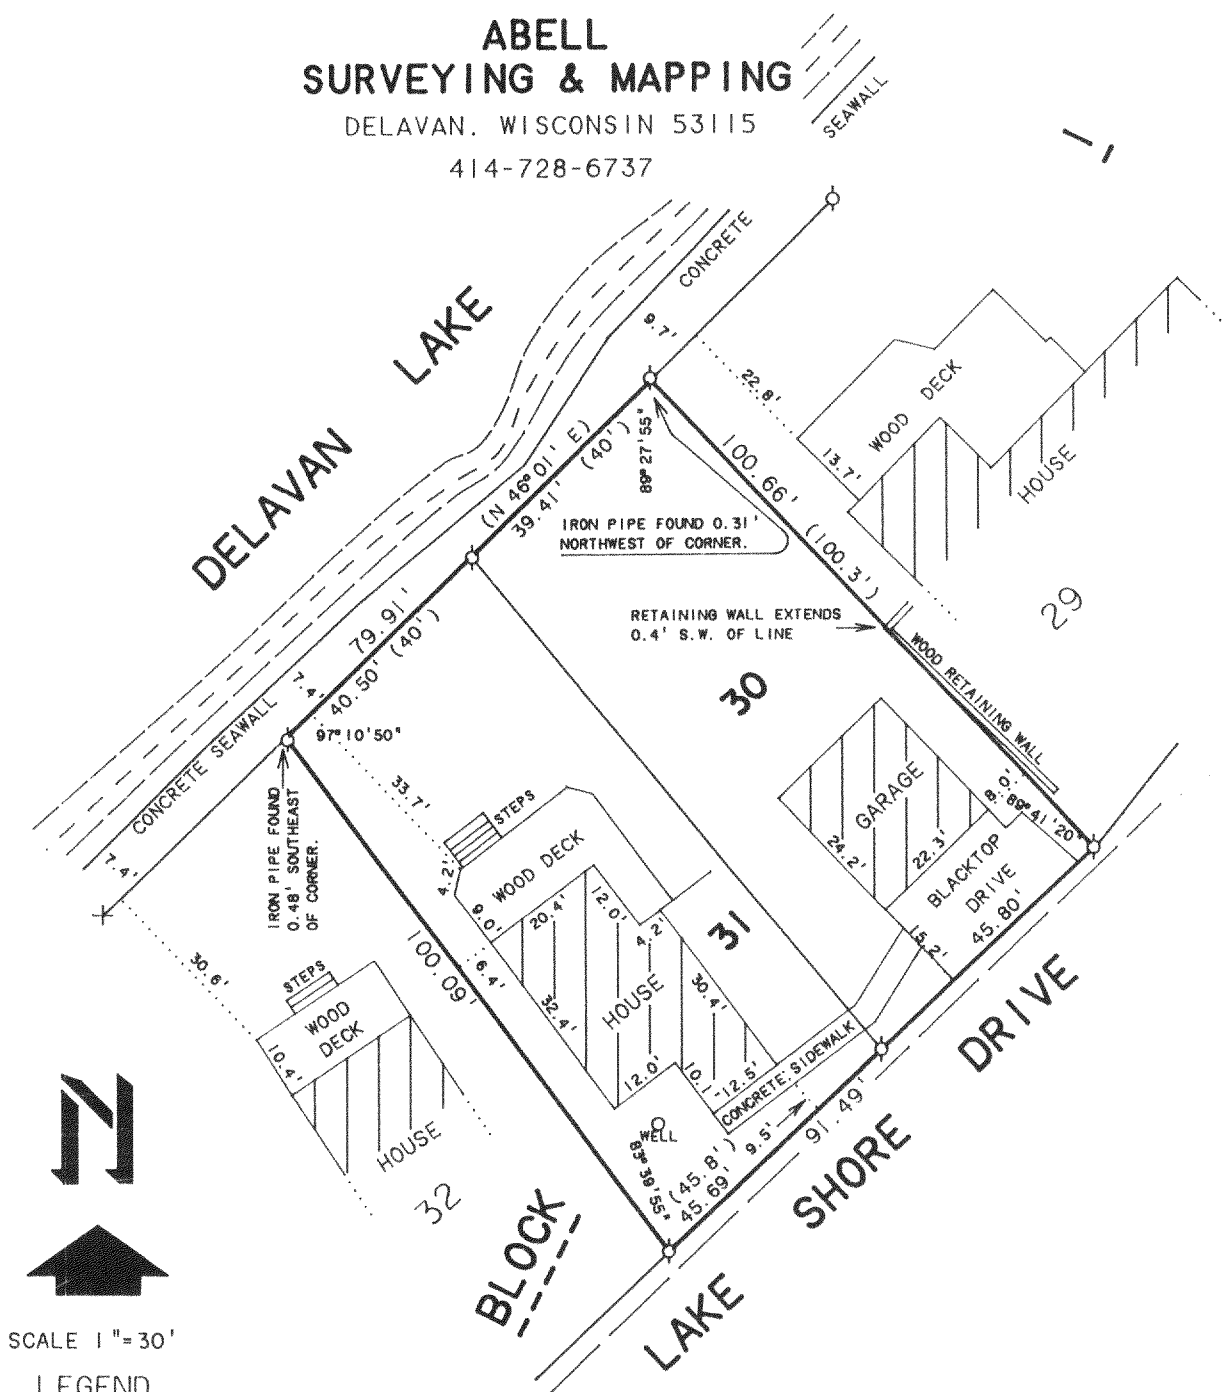 ABELL
SURVEYING & MAPPING
DELAVAN, WISCONSIN 53115
414-728-6737
SEAWALL
CONCRETE
DELAVAN LAKE
9.7'
22.8'
WOOD DECK
13.7'
HOUSE
29
(N 46° 01' E)
39.41' (40')
89° 27' 55"
100.66' (100.3')
IRON PIPE FOUND 0.31'
NORTHWEST OF CORNER.
RETAINING WALL EXTENDS
0.4' S.W. OF LINE
WOOD RETAINING WALL
30
79.91'
40.50' (40')
7.4'
97° 10' 50"
CONCRETE SEAWALL
7.4'
IRON PIPE FOUND
0.48' SOUTHEAST
OF CORNER.
33.7'
STEPS
4.2'
WOOD DECK
9.0'
20.4'
12.0'
4.2'
6.4'
32.4'
HOUSE
30.4'
12.0'
12.5'
31
GARAGE
24.2'
22.3'
89° 41' 20"
BLACKTOP
DRIVE
45.80'
15.2'
CONCRETE SIDEWALK
WELL
83° 39' 55"
(45.8')
45.69'
9.5'
91.49'
100.09'
30.6'
STEPS
WOOD
DECK
10.4'
HOUSE
32
BLOCK
LAKE SHORE DRIVE
N
SCALE 1"=30'
LEGEND